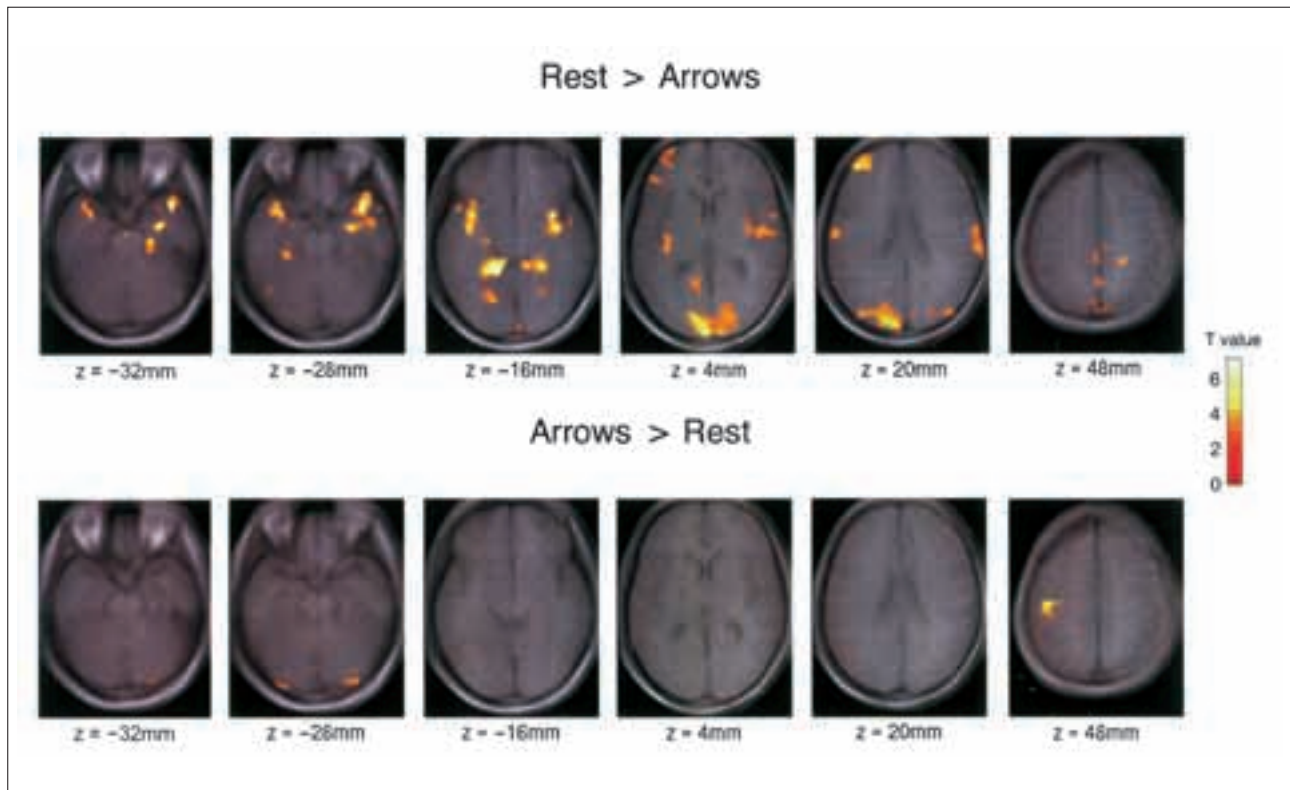 Rest > Arrows
z = −32mm z = −28mm z = −16mm z = 4mm z = 20mm z = 48mm
T value
6
4
2
0
Arrows > Rest
z = −32mm z = −28mm z = −16mm z = 4mm z = 20mm z = 48mm